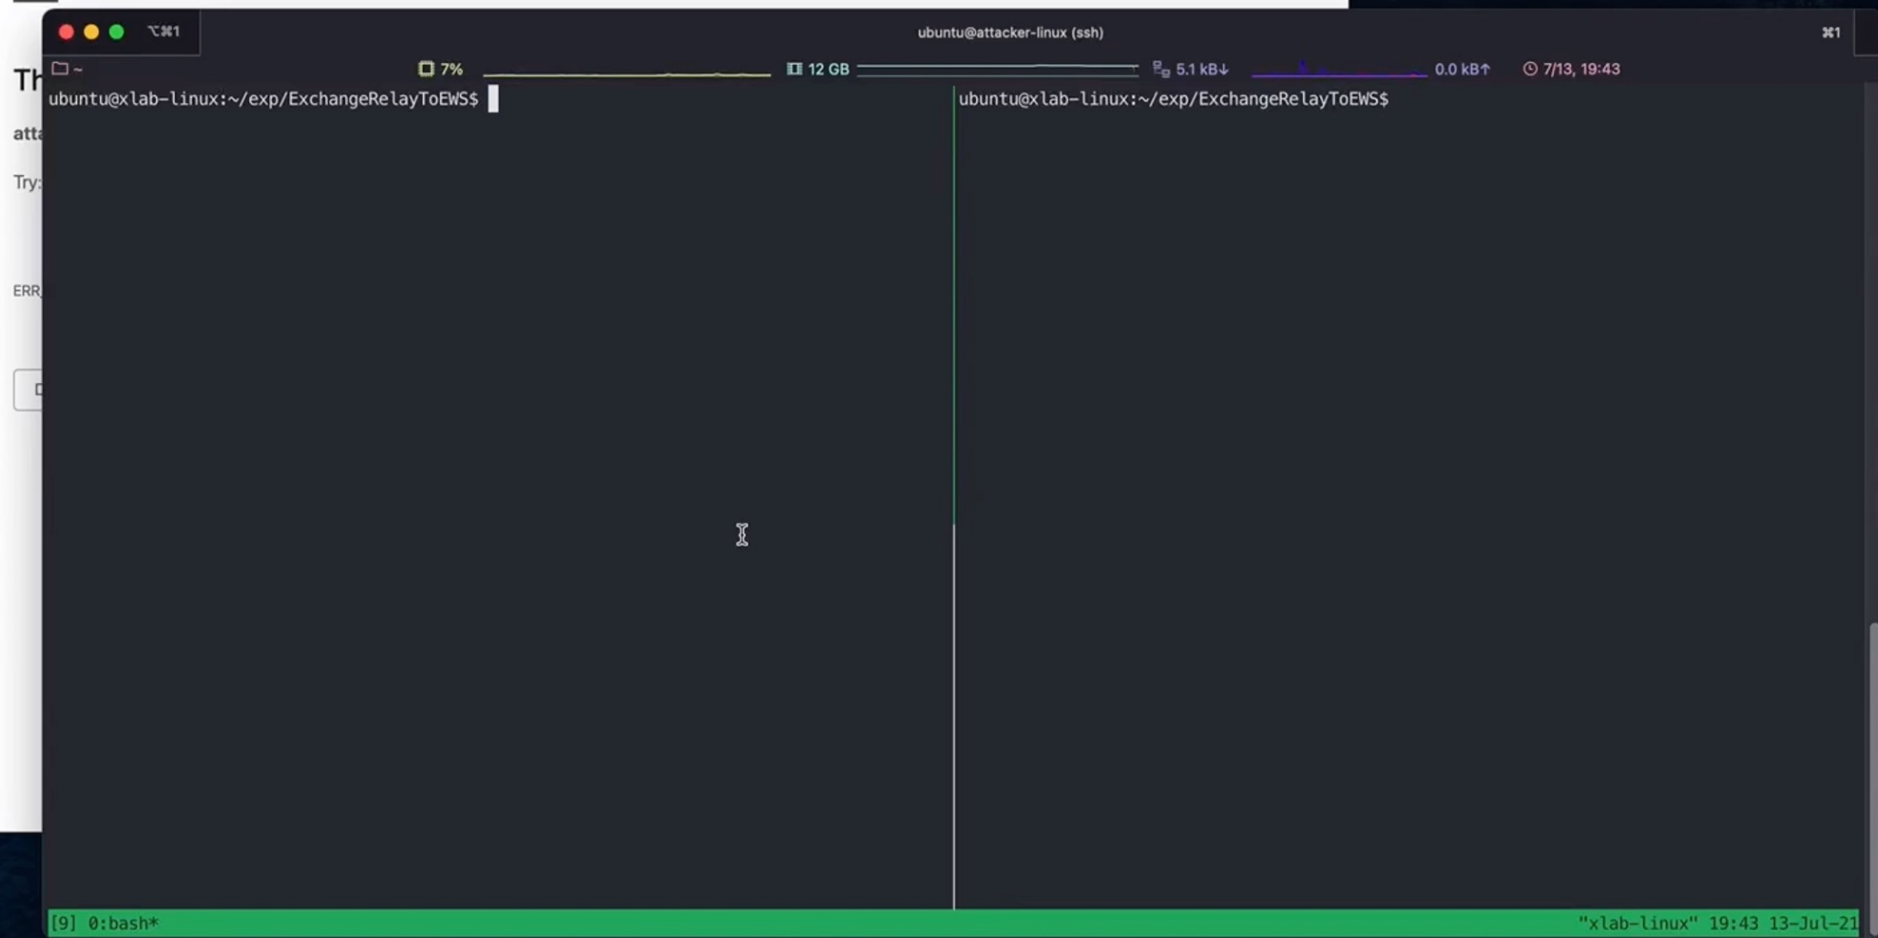 ⌥⌘1
ubuntu@attacker-linux (ssh)
⌘1
~
7%
12 GB
5.1 kB↓
0.0 kB↑
7/13, 19:43
ubuntu@xlab-linux:~/exp/ExchangeRelayToEWS$
ubuntu@xlab-linux:~/exp/ExchangeRelayToEWS$
Th
atta
Try:
ERR_
[9] 0:bash*
"xlab-linux" 19:43 13-Jul-21